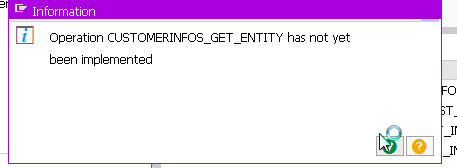 Information
Operation CUSTOMERINFOS_GET_ENTITY has not yet
been implemented